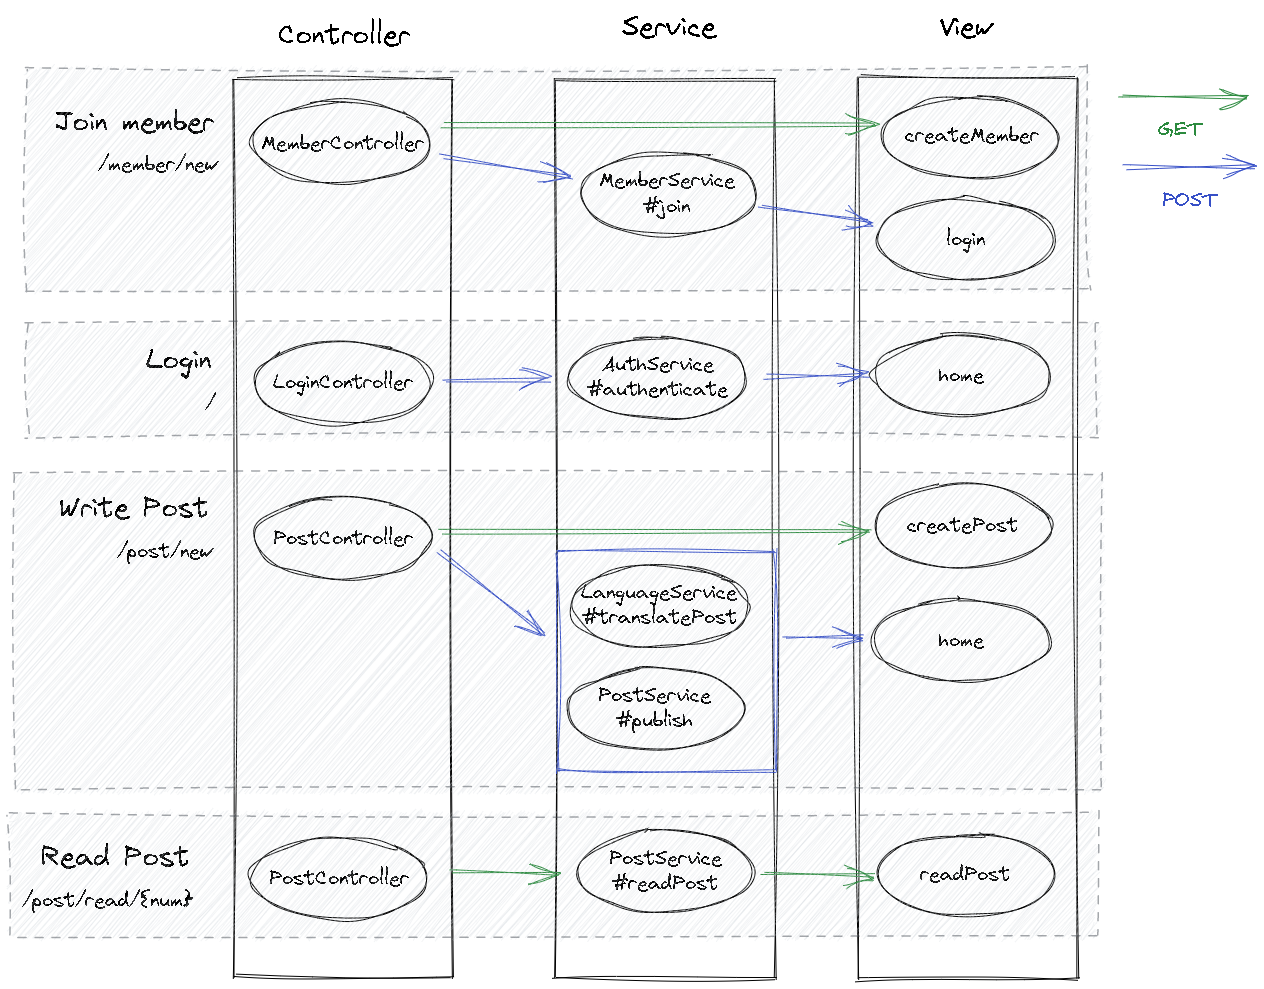 Controller
Service
View
Join member
/member/new
MemberController
MemberService
#join
createMember
login
GET
POST
Login
/
LoginController
AuthService
#authenticate
home
Write Post
/post/new
PostController
LanguageService
#translatePost
PostService
#publish
createPost
home
Read Post
/post/read/{num}
PostController
PostService
#readPost
readPost